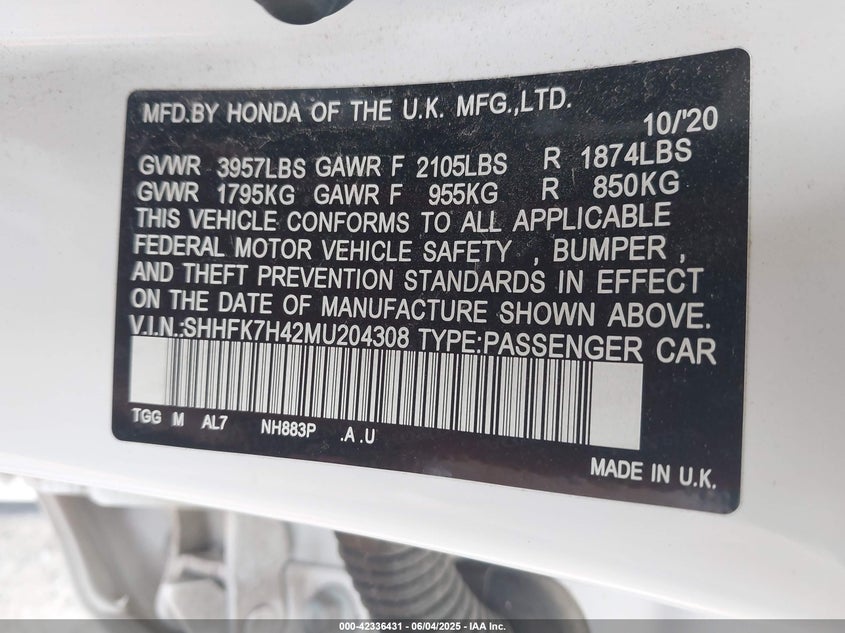 MFD.BY HONDA OF THE U.K. MFG.,LTD.
10/'20
GVWR 3957LBS GAWR F 2105LBS R 1874LBS
GVWR 1795KG GAWR F 955KG R 850KG
THIS VEHICLE CONFORMS TO ALL APPLICABLE
FEDERAL MOTOR VEHICLE SAFETY , BUMPER ,
AND THEFT PREVENTION STANDARDS IN EFFECT
ON THE DATE OF MANUFACTURE SHOWN ABOVE.
V.I.N.:SHHFK7H42MU204308 TYPE:PASSENGER CAR
TGG M AL7 NH883P .A .U
MADE IN U.K.
000-42336431 - 06/04/2025 - IAA Inc.